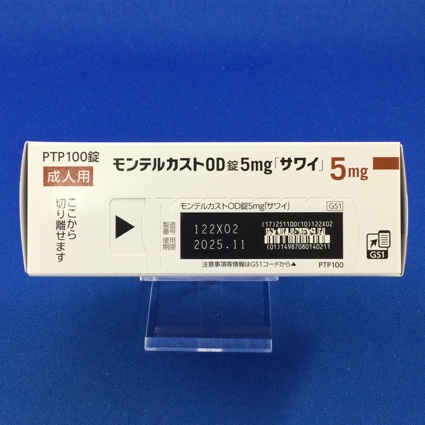 PTP100錠
成人用
モンテルカストOD錠5mg「サワイ」 5mg
ここから
切り離せます
モンテルカストOD錠5mg「サワイ」 GS1
製造番号 122X02
使用期限 2025.11
(17)251100(10)122X02
(01)14987080140211
注意事項等情報はGS1コードから▲ PTP100
GS1